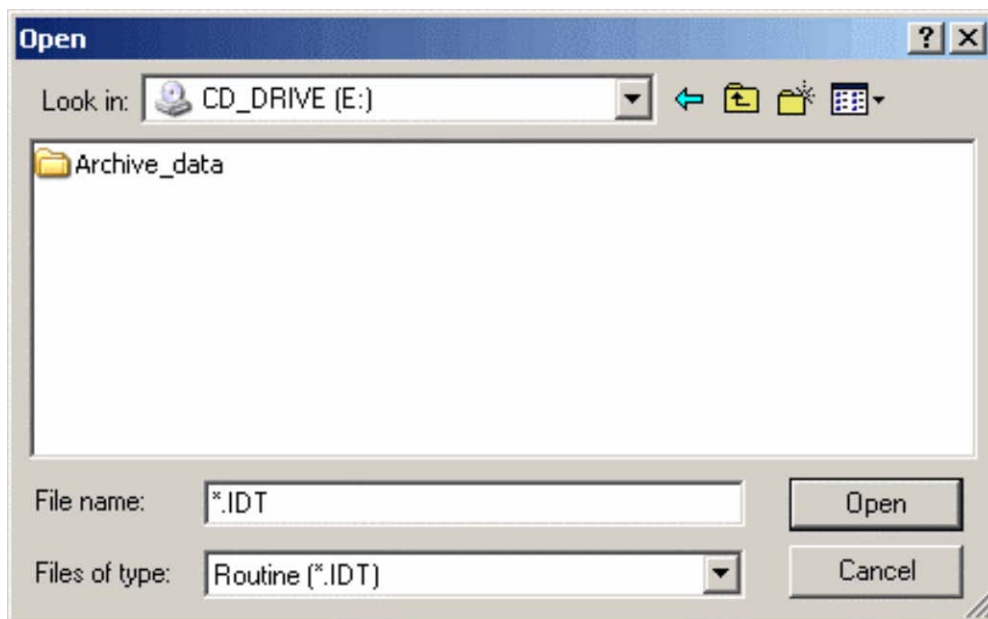 Open
Look in: CD_DRIVE (E:)
Archive_data
File name: *.IDT Open
Files of type: Routine (*.IDT) Cancel